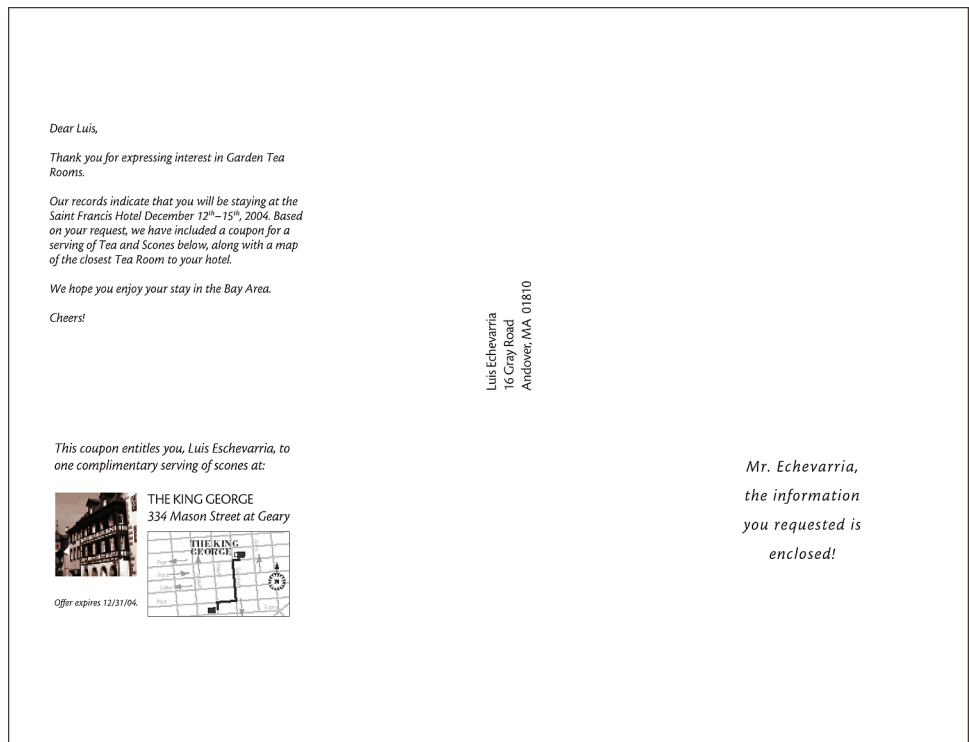 Dear Luis,
Thank you for expressing interest in Garden Tea
Rooms.
Our records indicate that you will be staying at the
Saint Francis Hotel December 12th–15th, 2004. Based
on your request, we have included a coupon for a
serving of Tea and Scones below, along with a map
of the closest Tea Room to your hotel.
We hope you enjoy your stay in the Bay Area.
Cheers!
This coupon entitles you, Luis Eschevarria, to
one complimentary serving of scones at:
THE KING GEORGE
334 Mason Street at Geary
THE KING
GEORGE
Post
Offer expires 12/31/04.
Luis Echevarria
16 Gray Road
Andover, MA 01810
Mr. Echevarria,
the information
you requested is
enclosed!